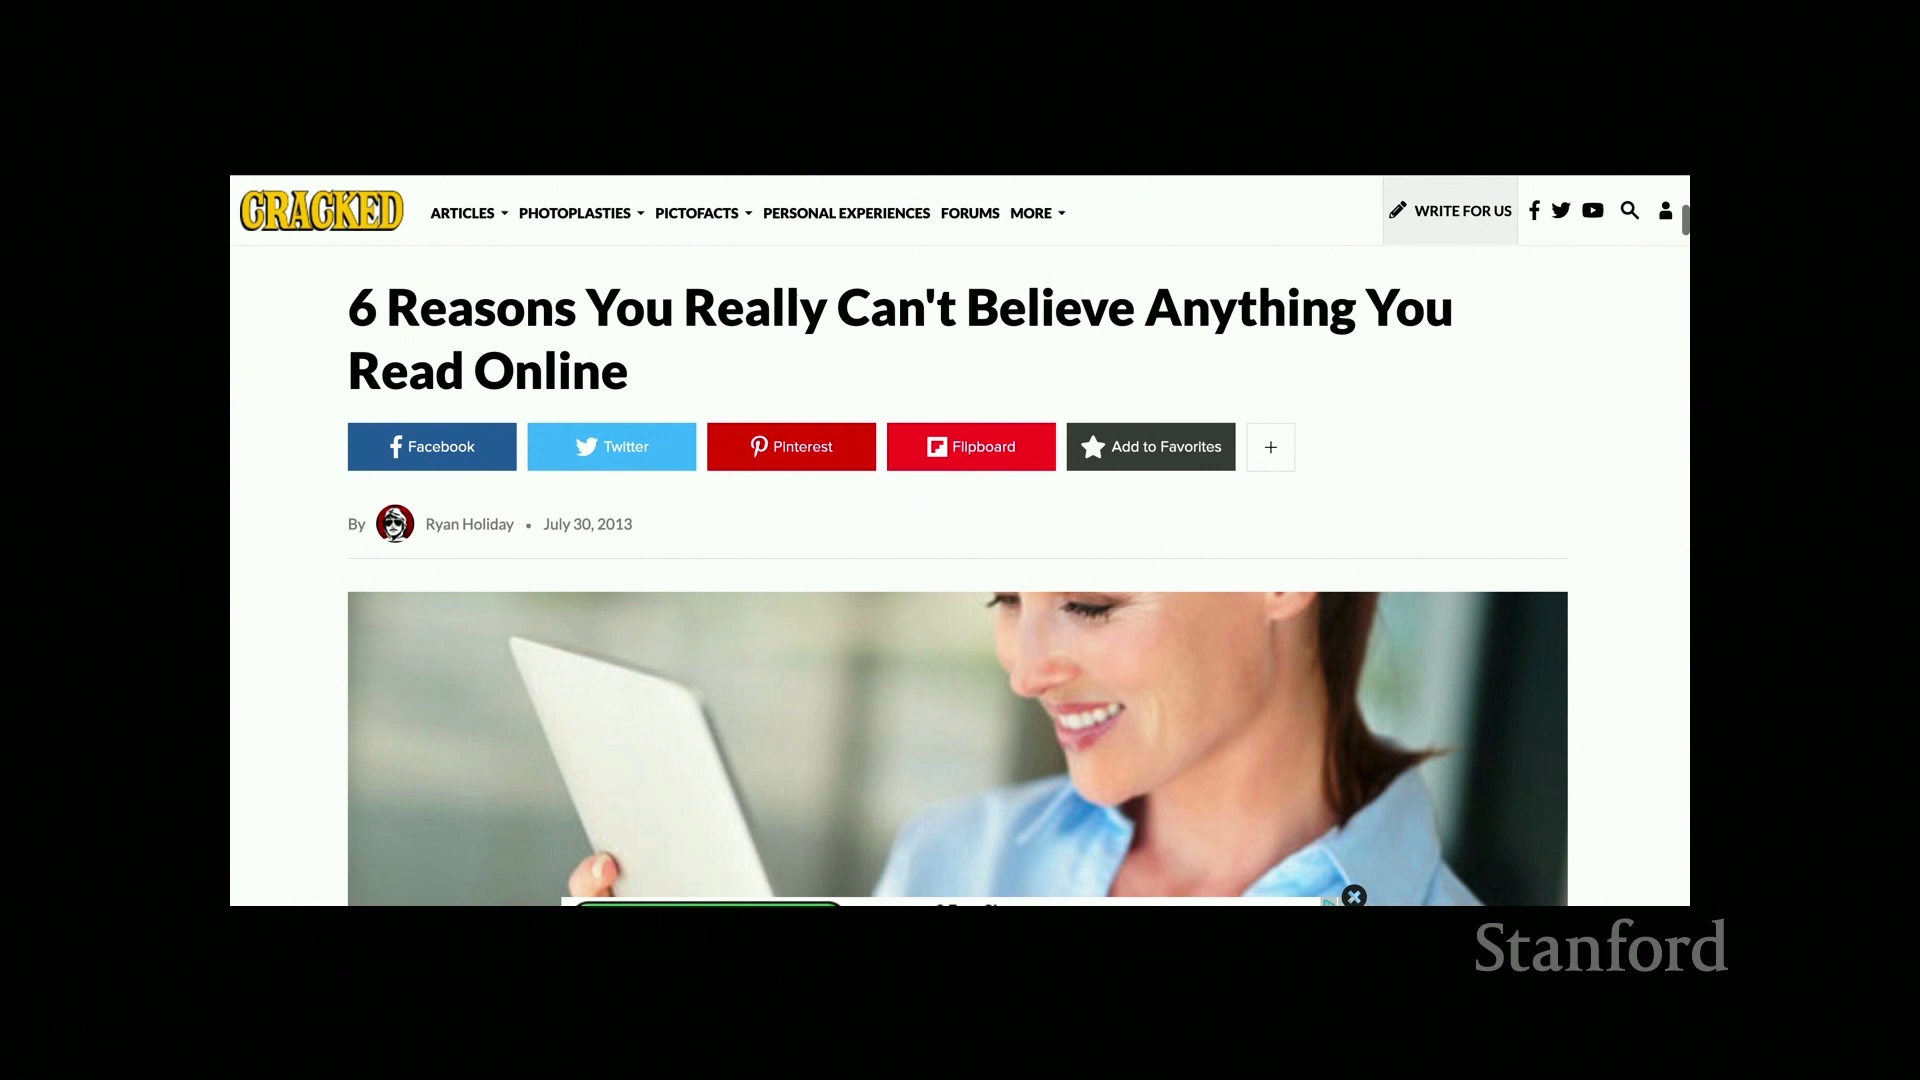 CRACKED
ARTICLES PHOTOPLASTIES PICTOFACTS PERSONAL EXPERIENCES FORUMS MORE
WRITE FOR US
6 Reasons You Really Can't Believe Anything You
Read Online
Facebook
Twitter
Pinterest
Flipboard
Add to Favorites
+
By Ryan Holiday • July 30, 2013
Stanford